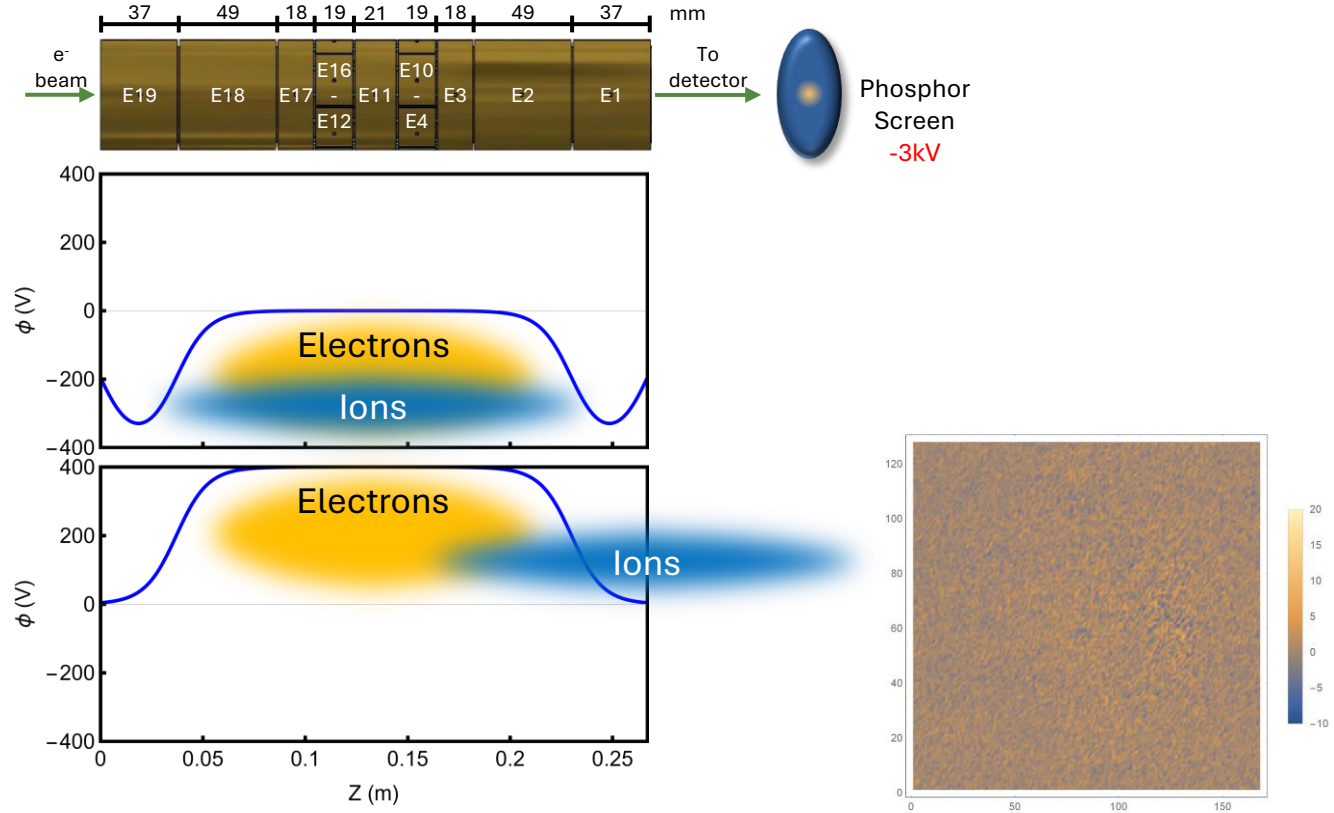 37 49 18 19 21 19 18 49 37 mm
e-
beam
E19 E18 E17 E16 - E12 E11 E10 - E4 E3 E2 E1
To
detector
Phosphor
Screen
-3kV
400
200
0
−200
−400
ϕ (V)
Electrons
Ions
400
200
0
−200
−400
ϕ (V)
Electrons
Ions
0 0.05 0.1 0.15 0.2 0.25
Z (m)
120
100
80
60
40
20
0
0 50 100 150
20
15
10
5
0
−5
−10